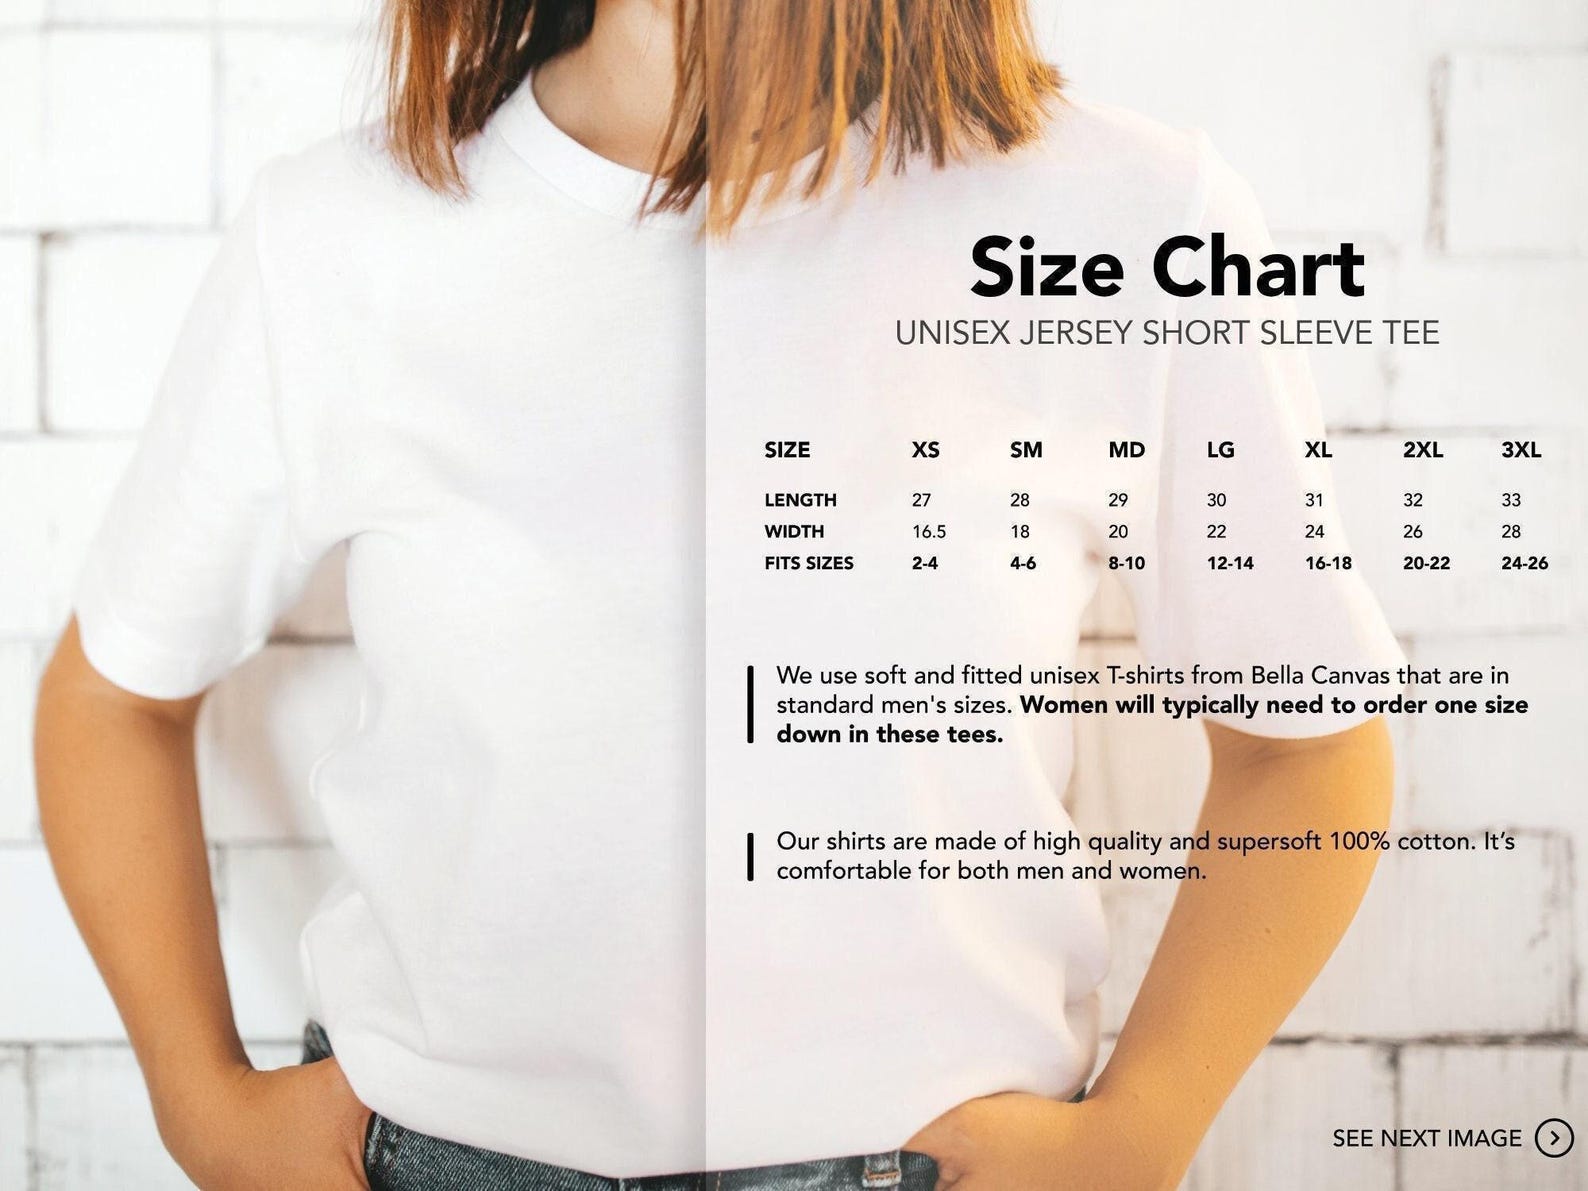 Size Chart
UNISEX JERSEY SHORT SLEEVE TEE
SIZE XS SM MD LG XL 2XL 3XL
LENGTH 27 28 29 30 31 32 33
WIDTH 16.5 18 20 22 24 26 28
FITS SIZES 2-4 4-6 8-10 12-14 16-18 20-22 24-26
We use soft and fitted unisex T-shirts from Bella Canvas that are in
standard men's sizes. Women will typically need to order one size
down in these tees.
Our shirts are made of high quality and supersoft 100% cotton. It’s
comfortable for both men and women.
SEE NEXT IMAGE